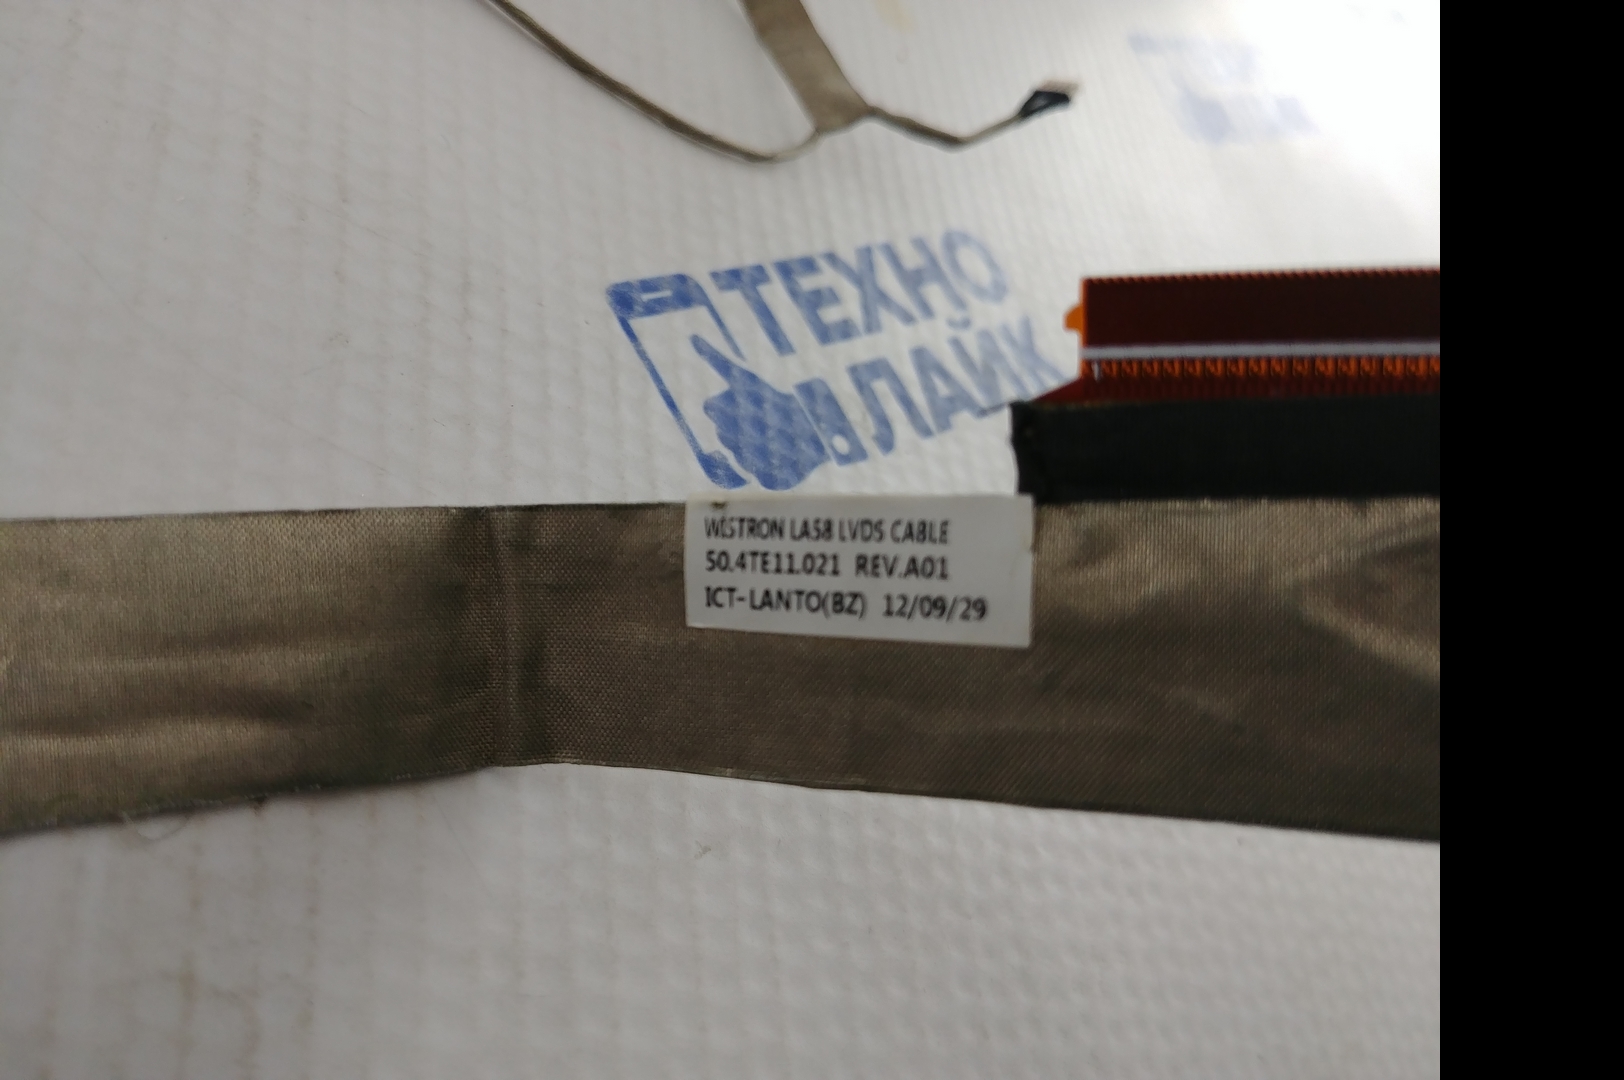 ТЕХНО
ЛАЙК
WISTRON LA58 LVDS CABLE
50.4TE11.021 REV.A01
ICT-LANTO(BZ) 12/09/29